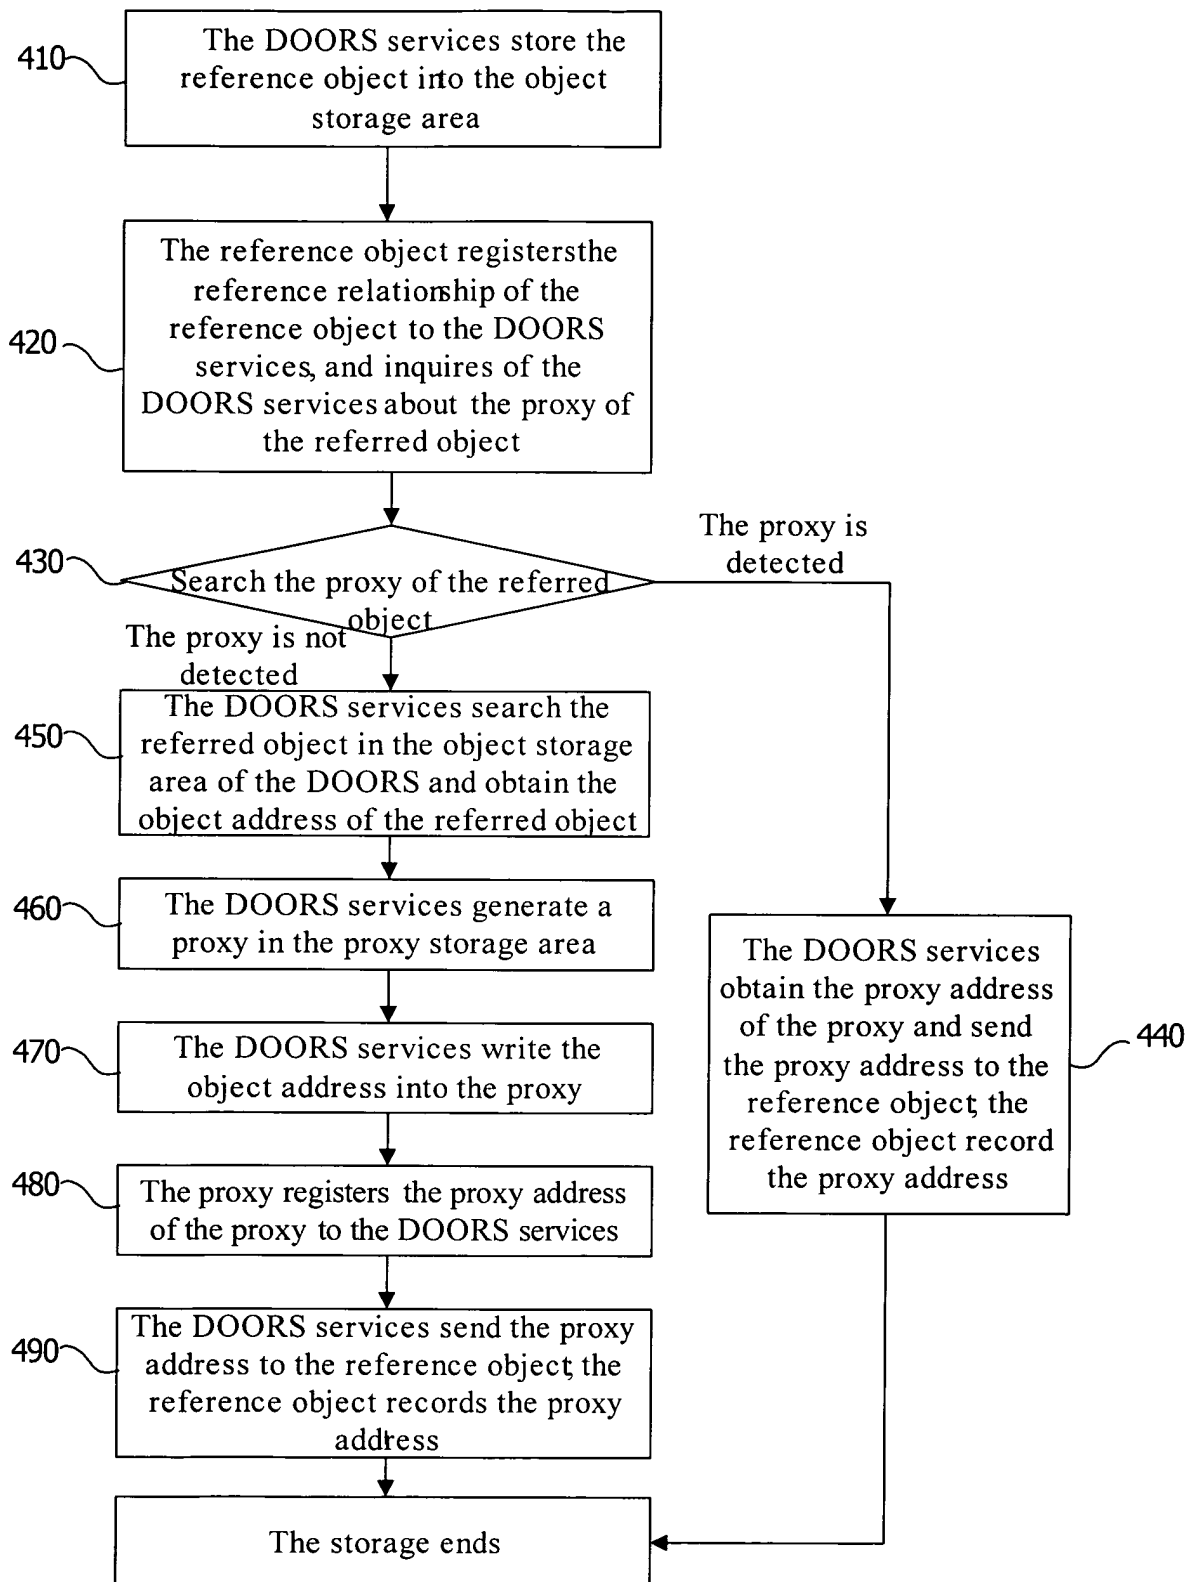 410
The DOORS services store the
reference object into the object
storage area
420
The reference object registersthe
reference relationship of the
reference object to the DOORS
services, and inquires of the
DOORS services about the proxy of
the referred object
430
Search the proxy of the referred
object
The proxy is
detected
The proxy is not
detected
450
The DOORS services search the
referred object in the object storage
area of the DOORS and obtain the
object address of the referred object
460
The DOORS services generate a
proxy in the proxy storage area
440
The DOORS services
obtain the proxy address
of the proxy and send
the proxy address to the
reference object, the
reference object record
the proxy address
470
The DOORS services write the
object address into the proxy
480
The proxy registers the proxy address
of the proxy to the DOORS services
490
The DOORS services send the proxy
address to the reference object, the
reference object records the proxy
address
The storage ends